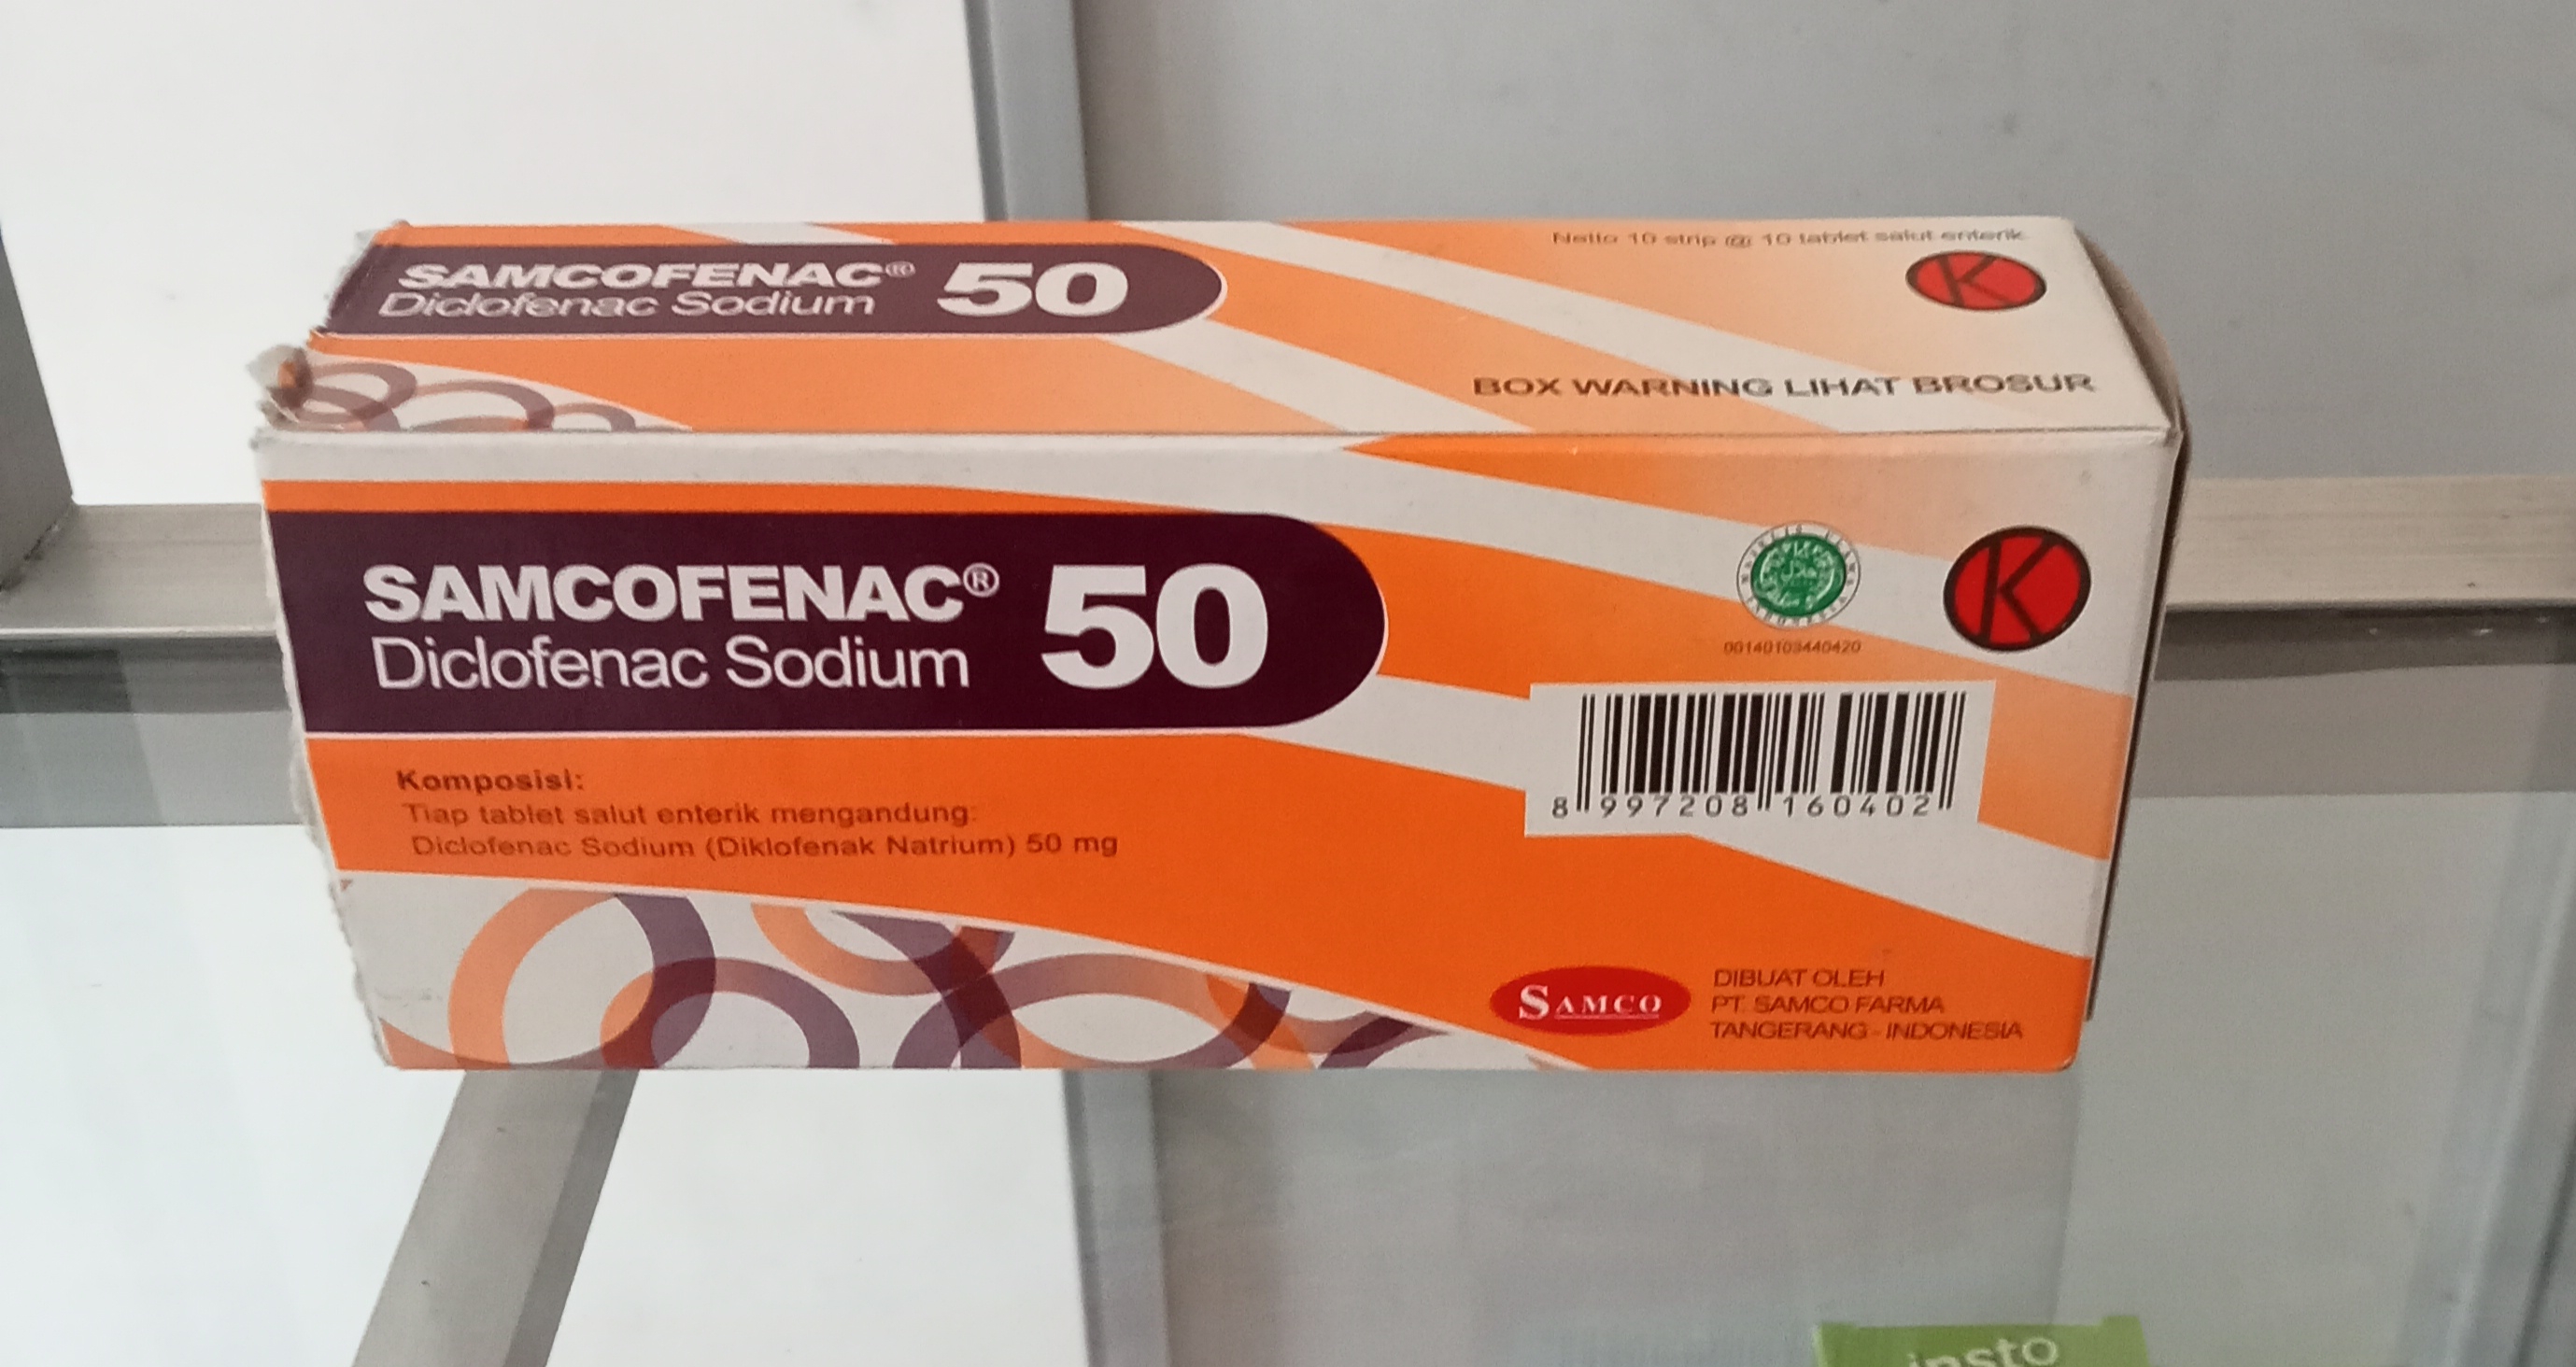 Netto 10 strip @ 10 tablet salut enterik
SAMCOFENAC® 50
Diclofenac Sodium
K
BOX WARNING LIHAT BROSUR
SAMCOFENAC® 50
Diclofenac Sodium
K
00140103440420
8 997208 160402
Komposisi:
Tiap tablet salut enterik mengandung:
Diclofenac Sodium (Diklofenak Natrium) 50 mg
SAMCO
DIBUAT OLEH
PT. SAMCO FARMA
TANGERANG - INDONESIA
insto